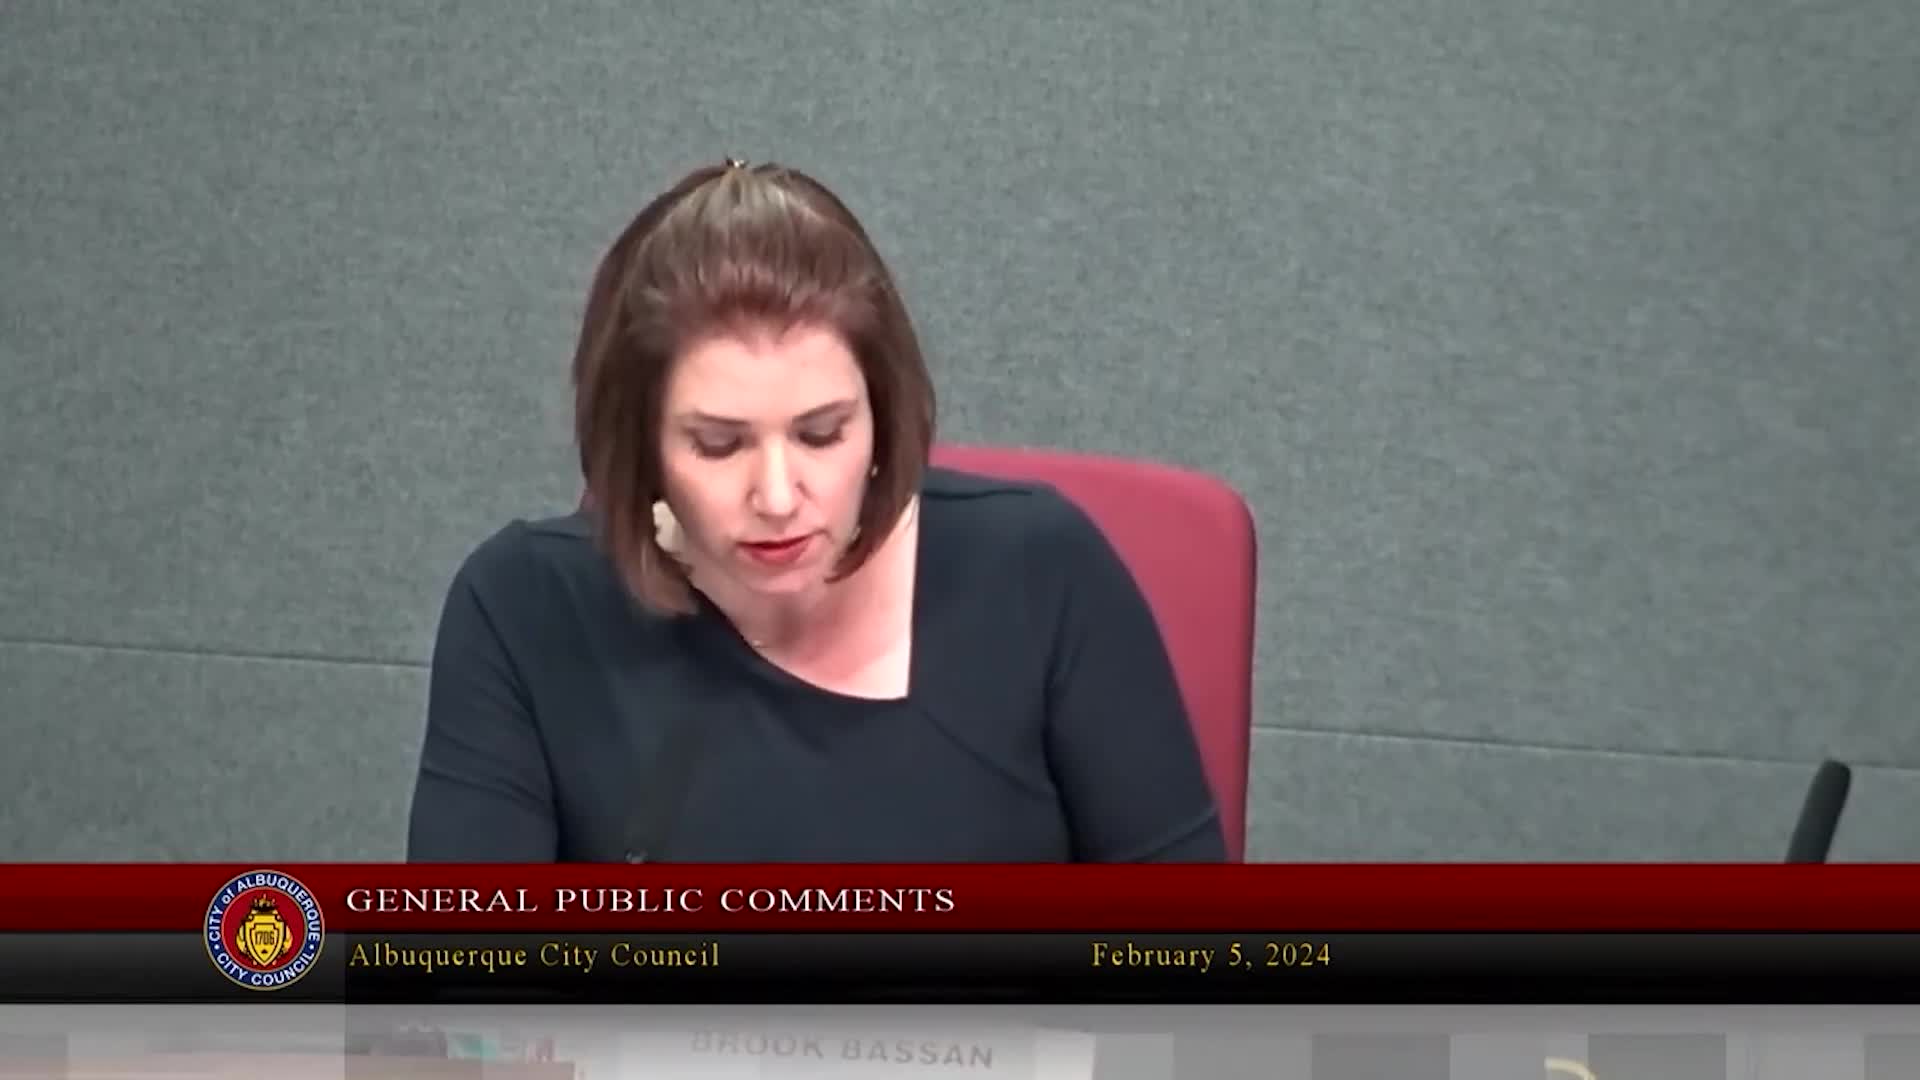 GENERAL PUBLIC COMMENTS
CITY of ALBUQUERQUE
1706
CITY COUNCIL
Albuquerque City Council
February 5, 2024
BROOK BASSAN